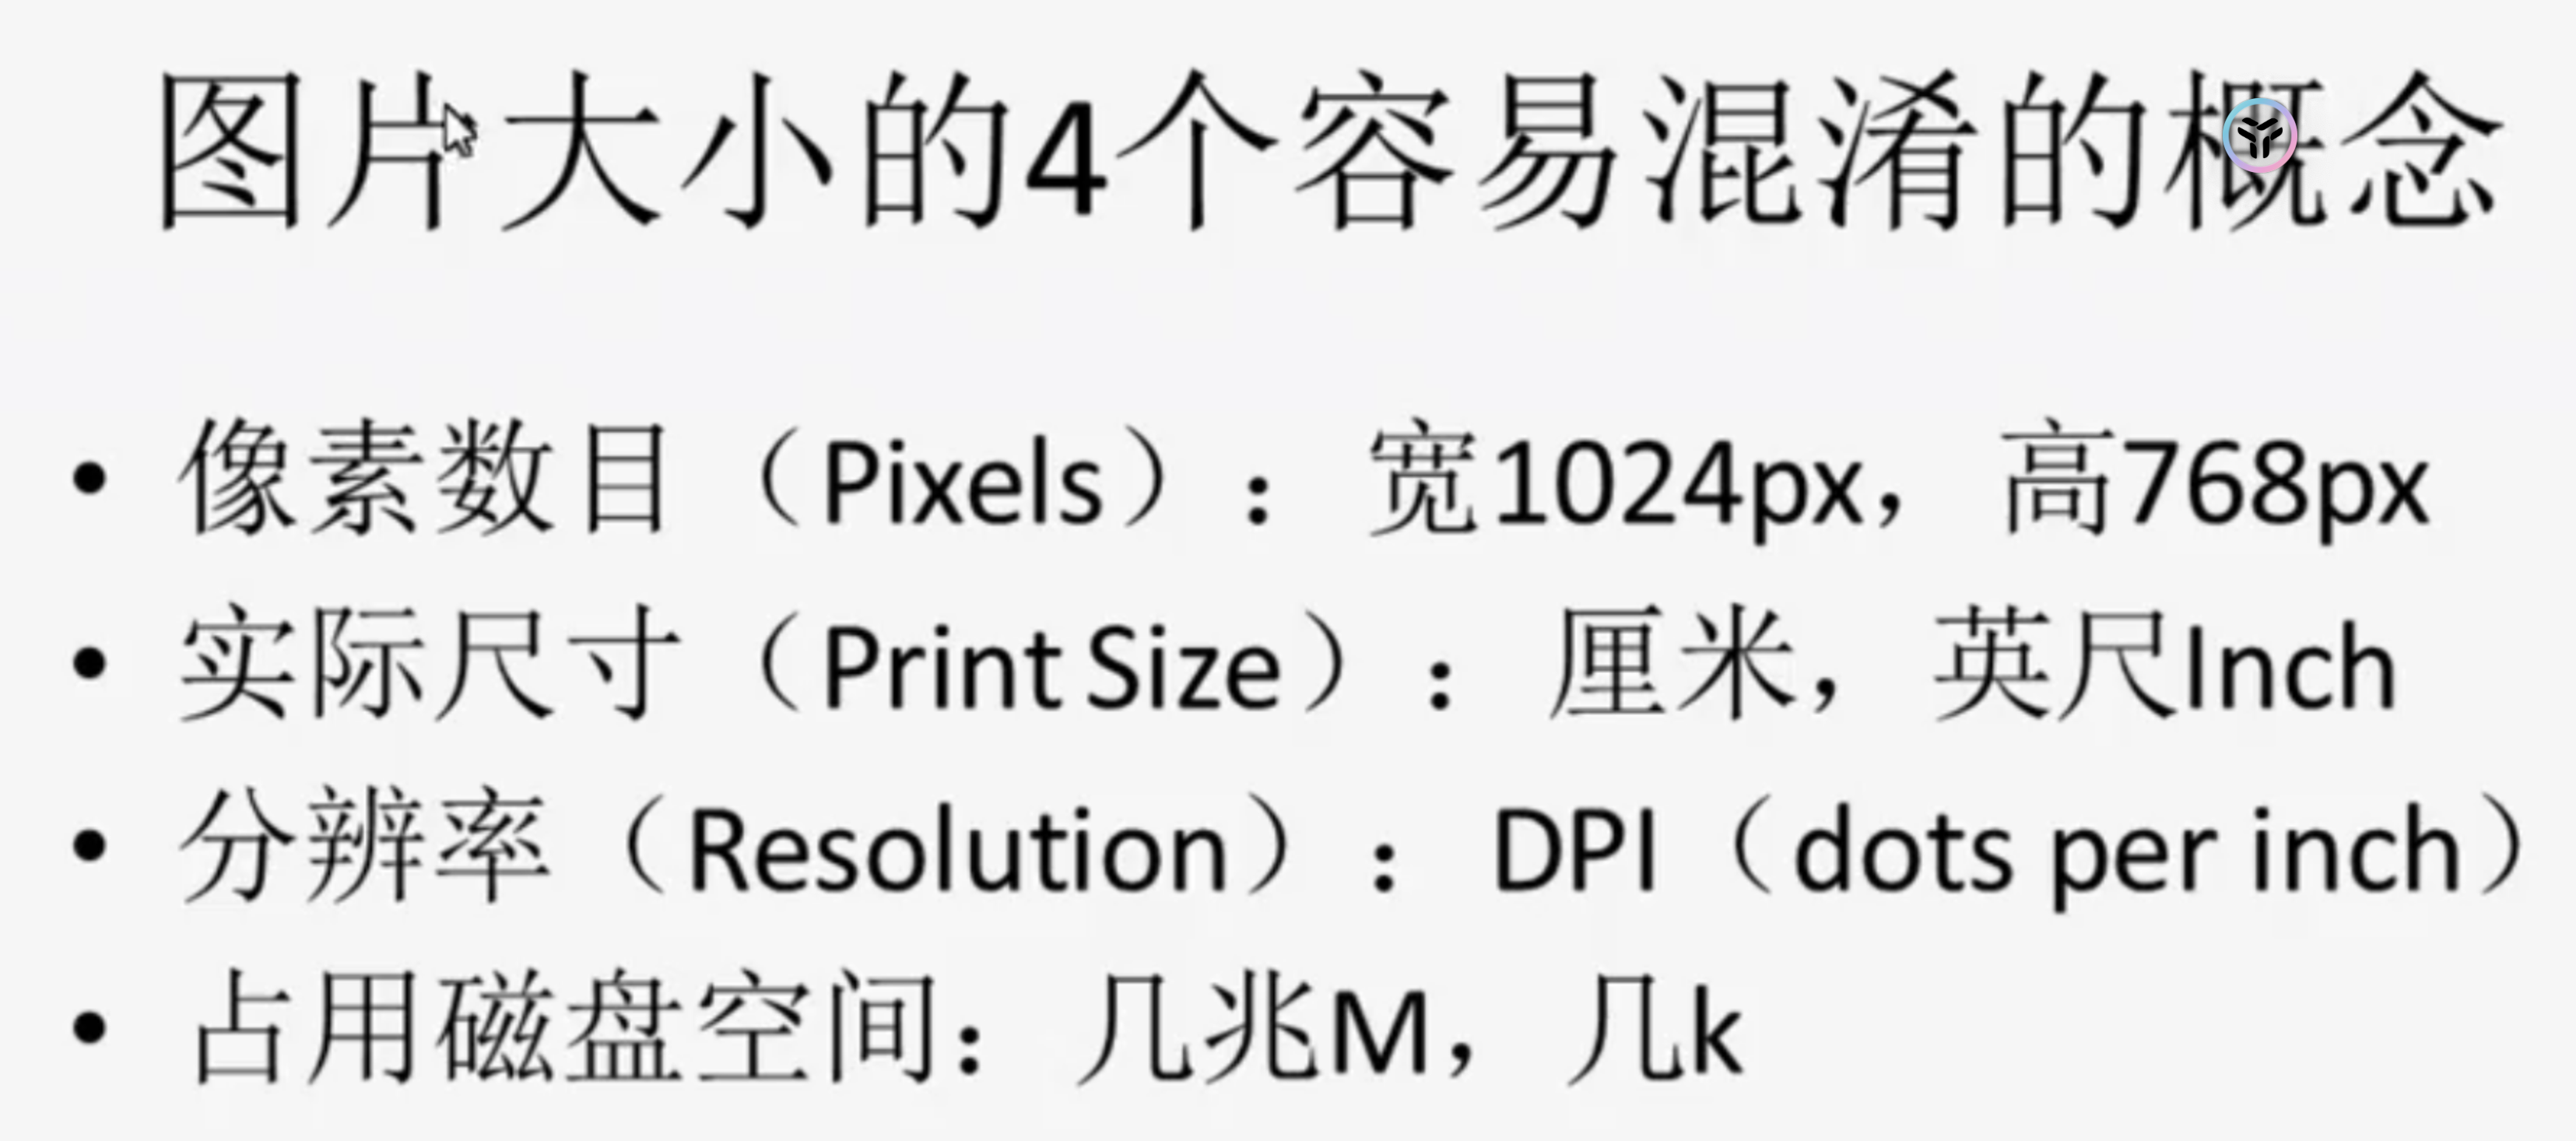 图片大小的4个容易混淆的概念
• 像素数目（Pixels）：宽1024px，高768px
• 实际尺寸（Print Size）：厘米，英尺Inch
• 分辨率（Resolution）：DPI（dots per inch）
• 占用磁盘空间：几兆M，几k